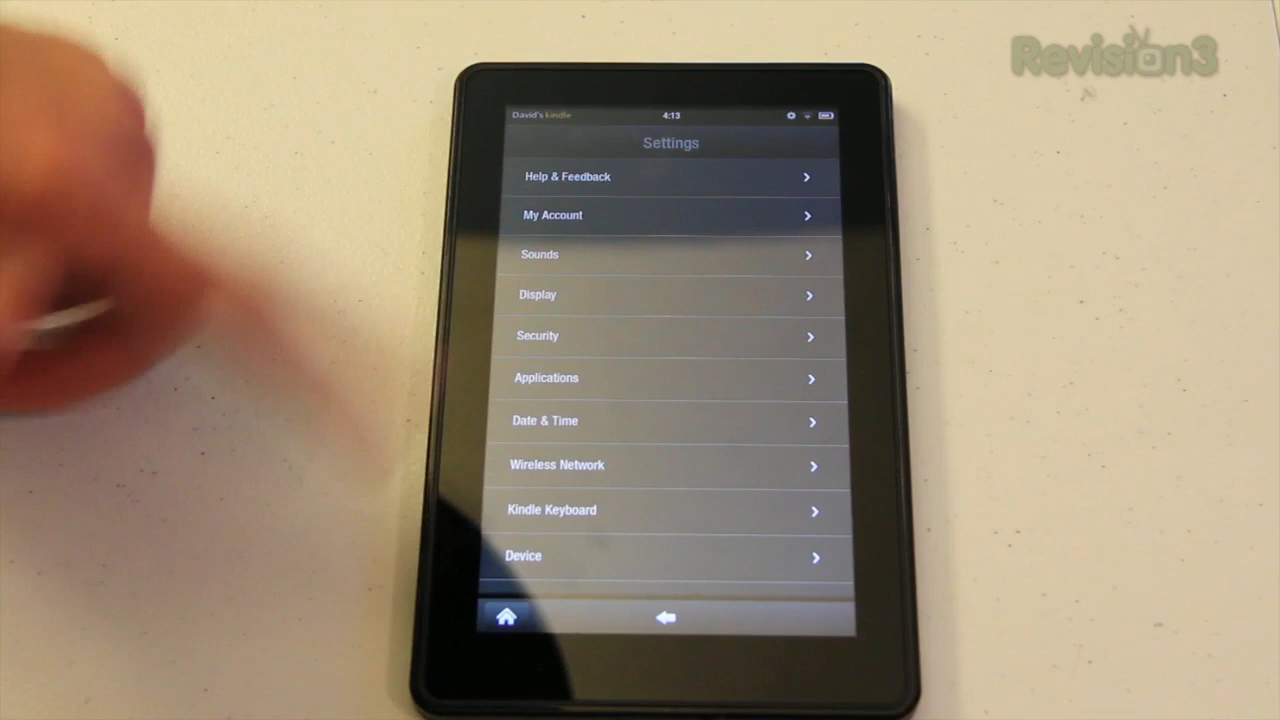 Revision3
David's kindle 4:13
Settings
Help & Feedback
My Account
Sounds
Display
Security
Applications
Date & Time
Wireless Network
Kindle Keyboard
Device